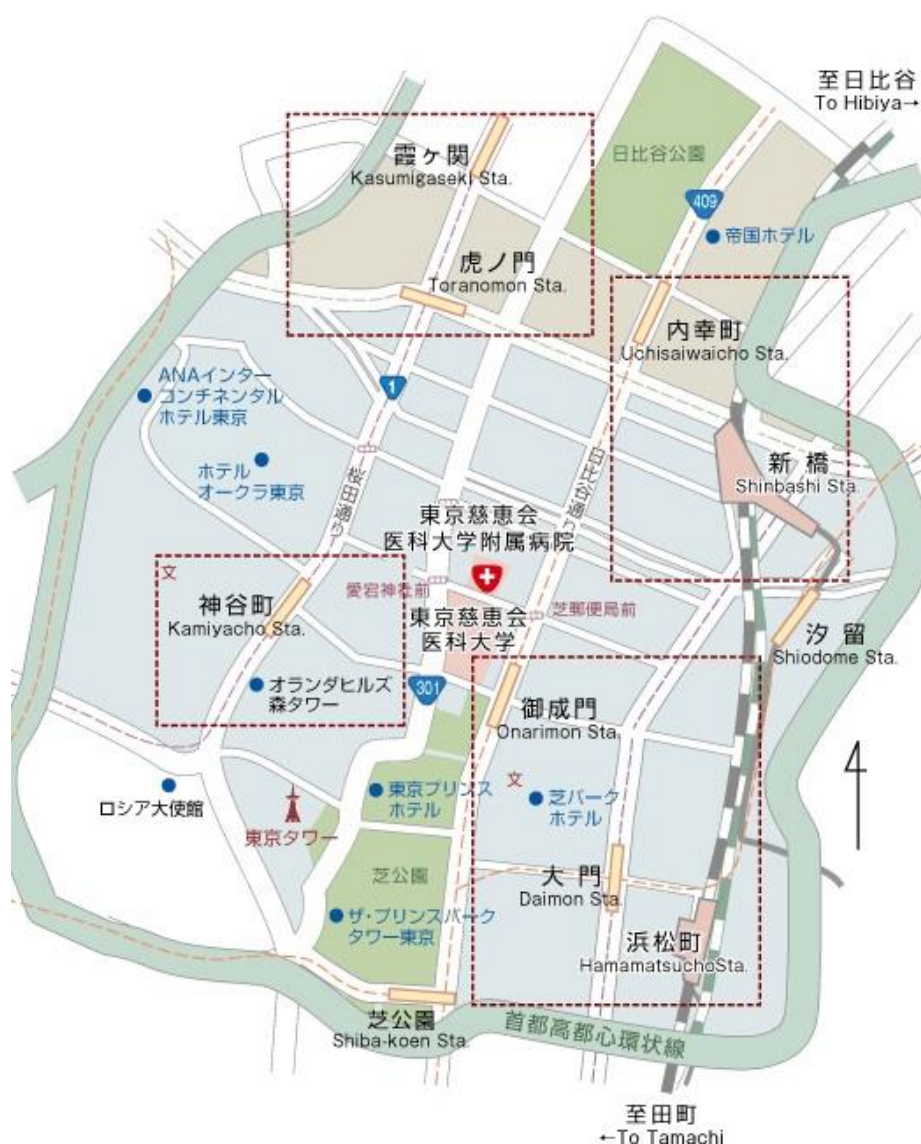 至日比谷
To Hibiya→
霞ヶ関
Kasumigaseki Sta.
日比谷公園
409
帝国ホテル
虎ノ門
Toranomon Sta.
内幸町
Uchisaiwaicho Sta.
ANAインター
コンチネンタル
ホテル東京
1
ホテル
オークラ東京
桜田通り
日比谷通り
新橋
Shinbashi Sta.
東京慈恵会
医科大学附属病院
文
神谷町
Kamiyacho Sta.
愛宕神社前
芝郵便局前
東京慈恵会
医科大学
汐留
Shiodome Sta.
オランダヒルズ
森タワー
301
御成門
Onarimon Sta.
ロシア大使館
東京タワー
東京プリンス
ホテル
文
芝パーク
ホテル
芝公園
大門
Daimon Sta.
ザ・プリンスパーク
タワー東京
浜松町
HamamatsuchoSta.
芝公園
Shiba-koen Sta.
首都高都心環状線
至田町
←To Tamachi